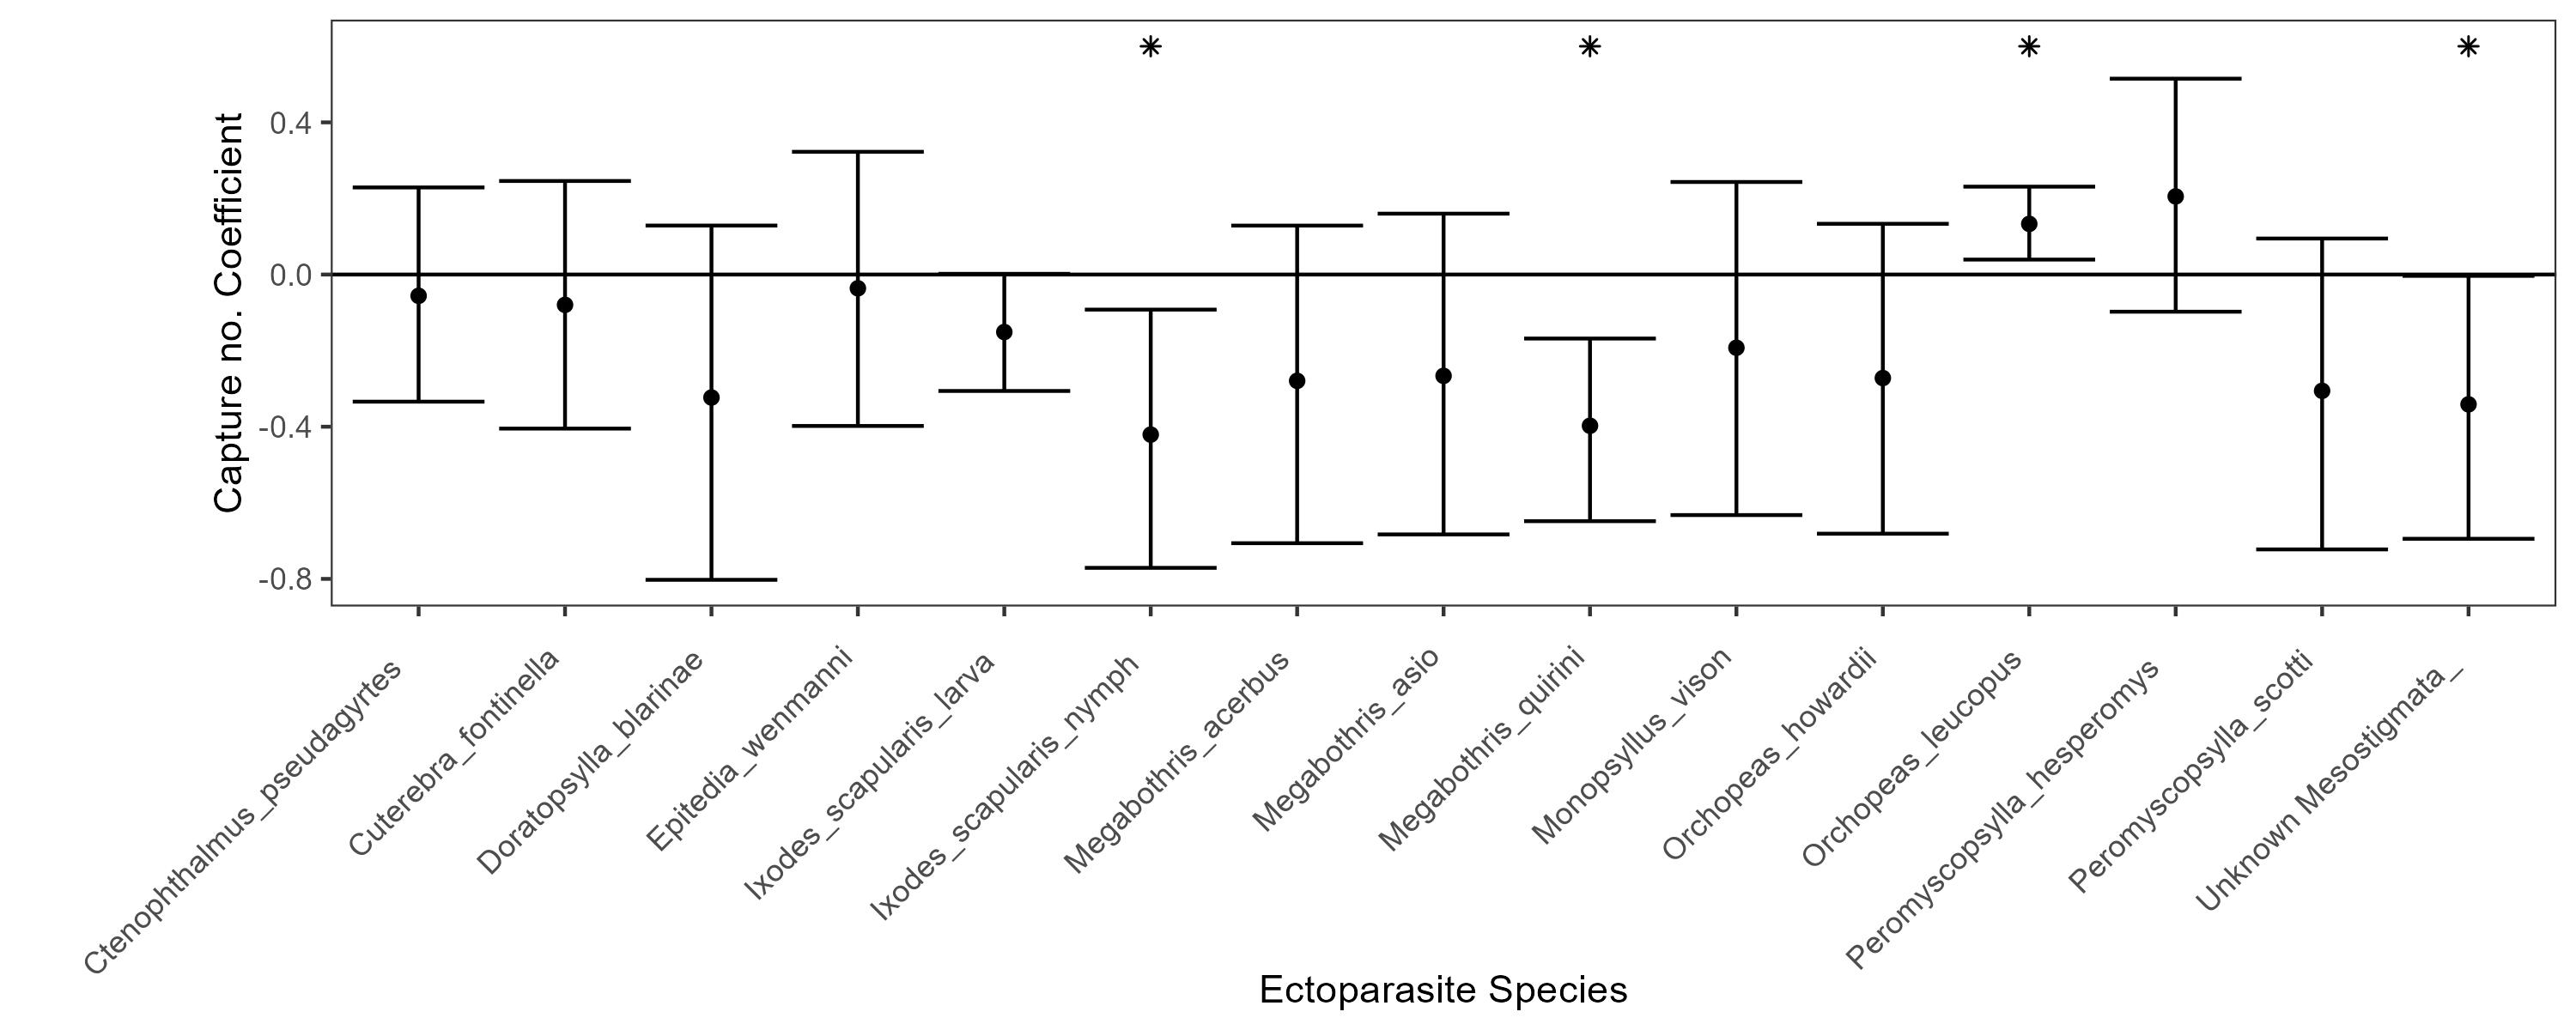 Capture no. Coefficient
0.4
0.0
-0.4
-0.8
* * * *
Ctenophthalmus_pseudagyrtes
Cuterebra_fontinella
Doratopsylla_blarinae
Epitedia_wenmanni
Ixodes_scapularis_larva
Ixodes_scapularis_nymph
Megabothris_acerbus
Megabothris_asio
Megabothris_quirini
Monopsyllus_vison
Orchopeas_howardii
Orchopeas_leucopus
Peromyscopsylla_hesperomys
Peromyscopsylla_scotti
Unknown Mesostigmata_
Ectoparasite Species